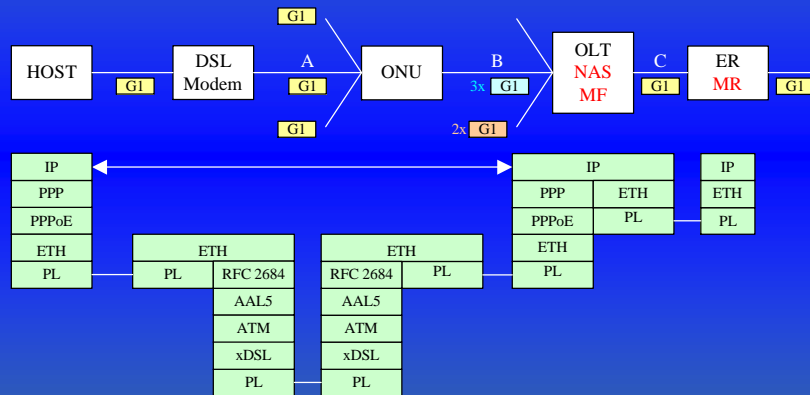 G1
HOST
G1
DSL
Modem
A
G1
G1
ONU
B
3x G1
2x G1
OLT
NAS
MF
C
G1
ER
MR
G1
IP
PPP
PPPoE
ETH
PL
ETH
PL
RFC 2684
AAL5
ATM
xDSL
PL
ETH
RFC 2684
PL
AAL5
ATM
xDSL
PL
IP
PPP
ETH
PPPoE
PL
ETH
PL
IP
ETH
PL